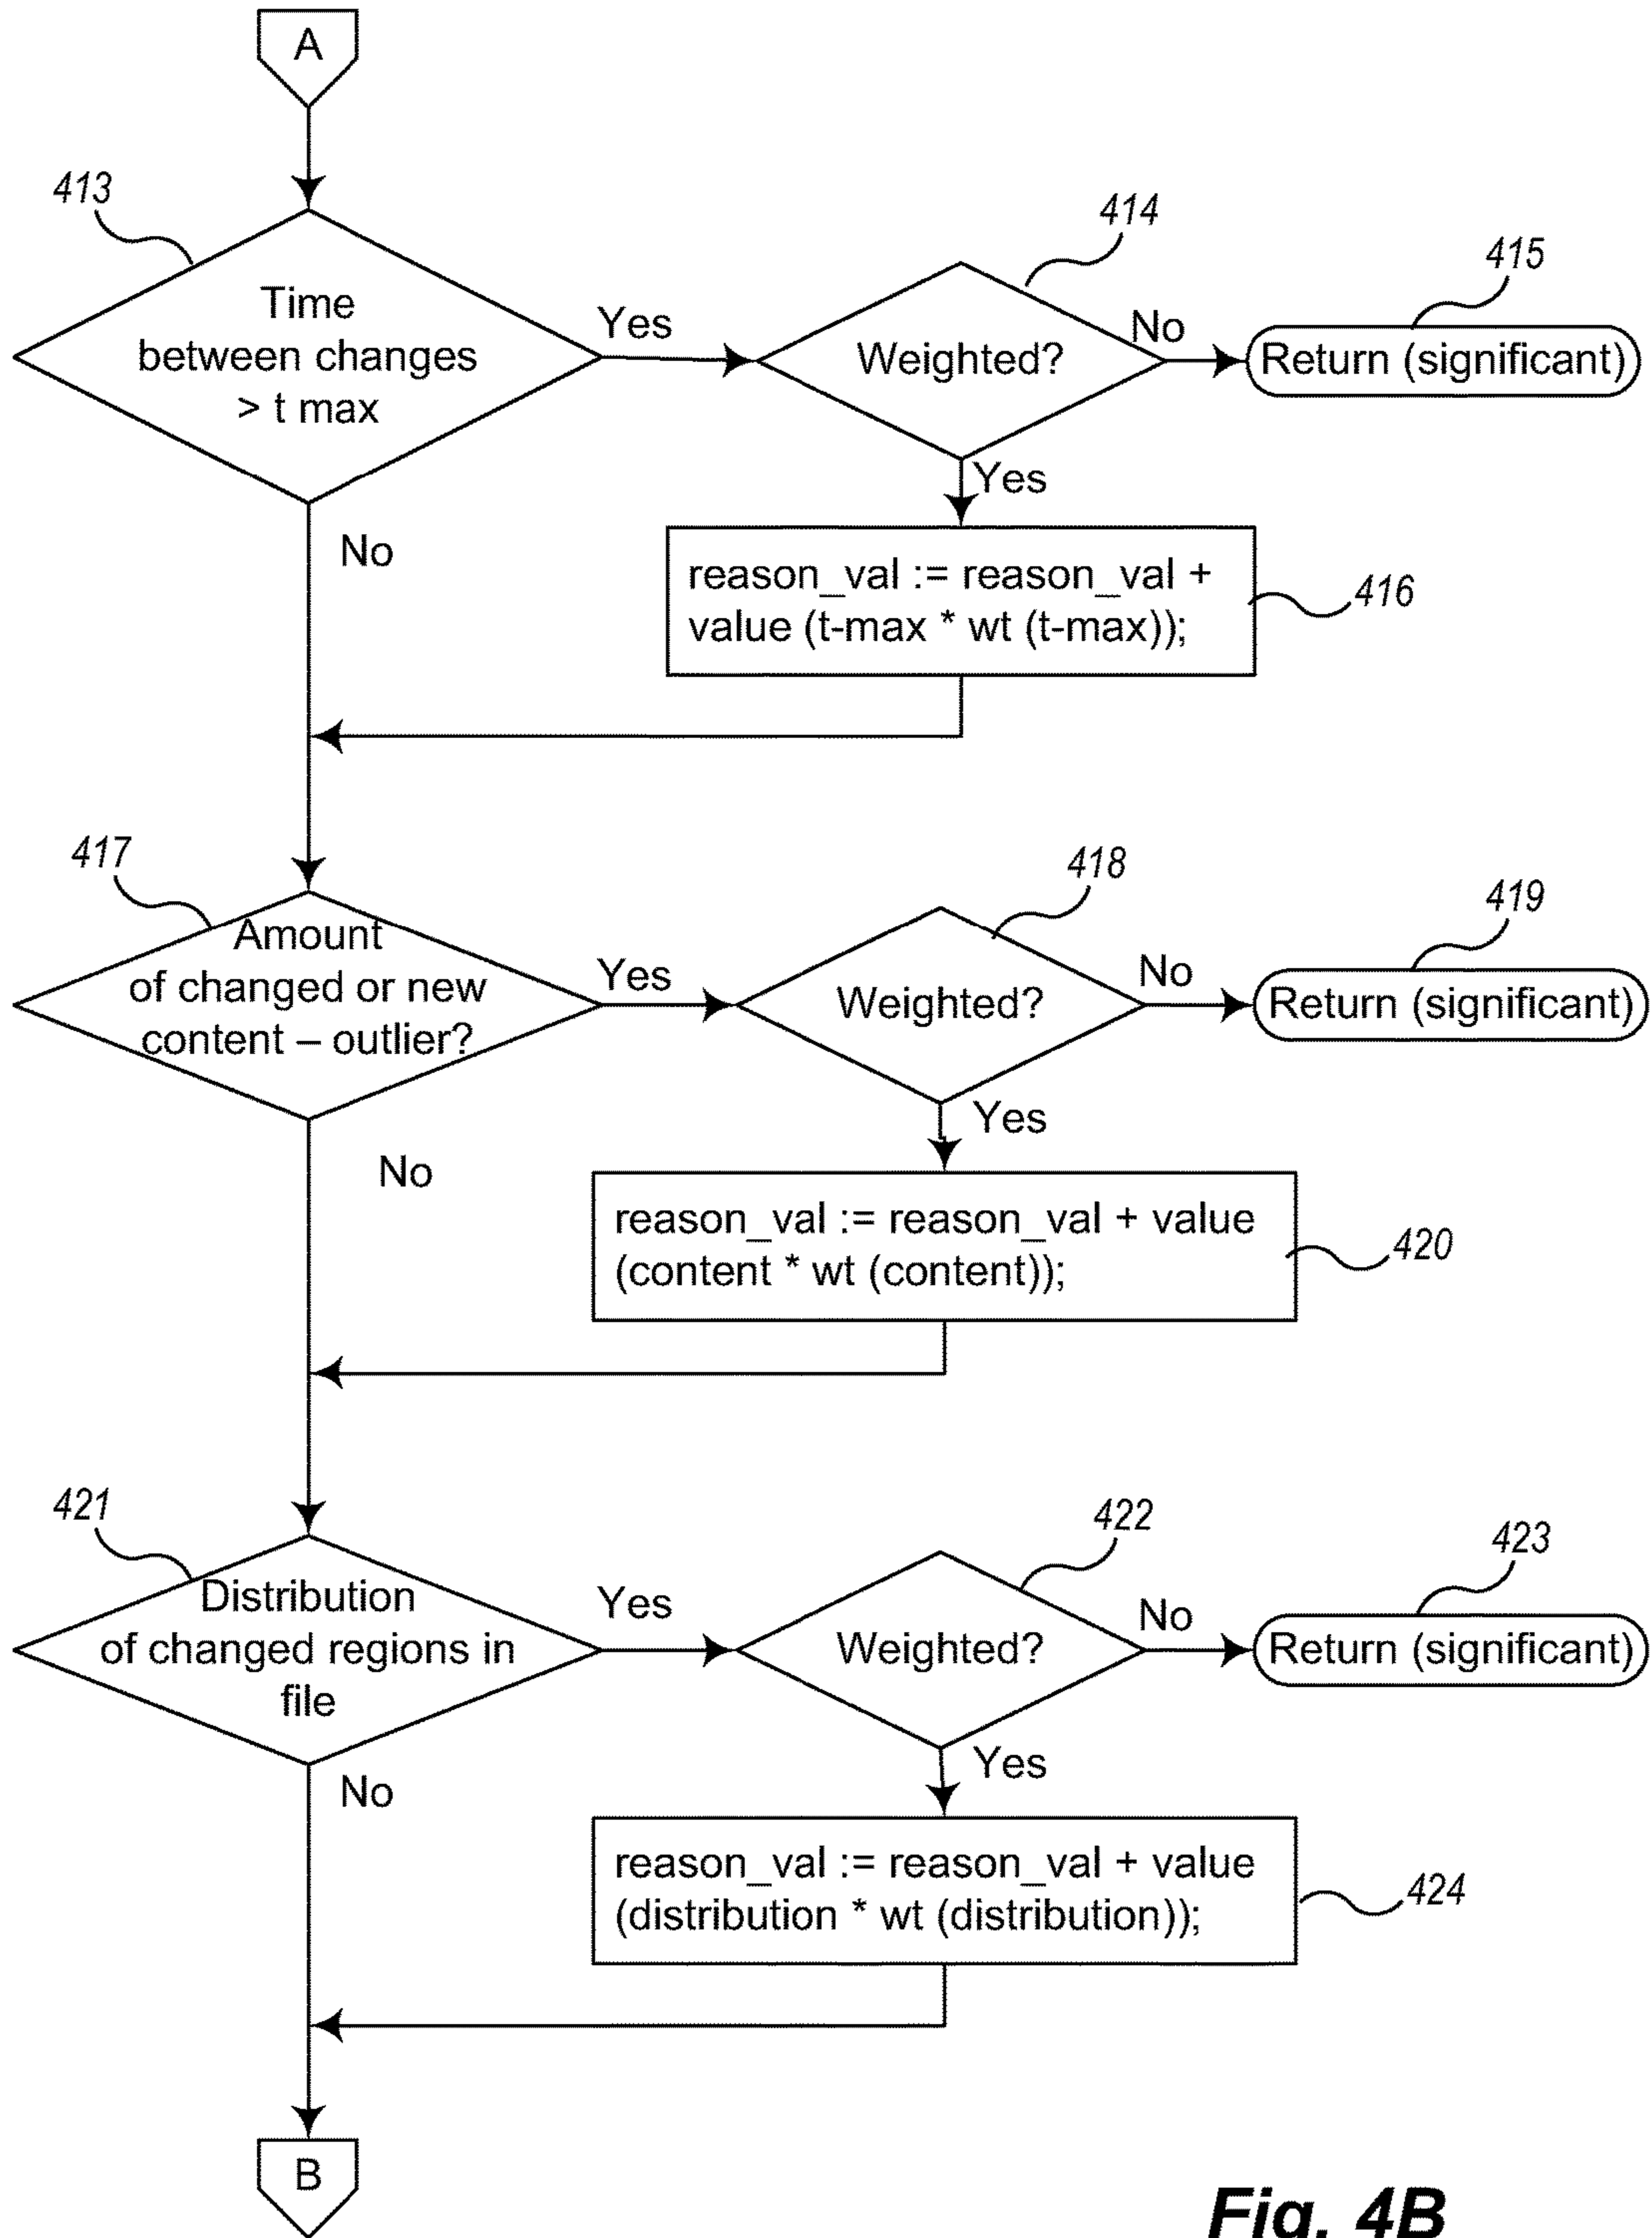 A
413
414
415
Time
between changes
> t max
Yes
Weighted?
No
Return (significant)
Yes
No
reason_val := reason_val +
value (t-max * wt (t-max));
416
417
418
419
Amount
of changed or new
content – outlier?
Yes
Weighted?
No
Return (significant)
Yes
No
reason_val := reason_val + value
(content * wt (content));
420
421
422
423
Distribution
of changed regions in
file
Yes
Weighted?
No
Return (significant)
Yes
No
reason_val := reason_val + value
(distribution * wt (distribution));
424
B
Fig. 4B